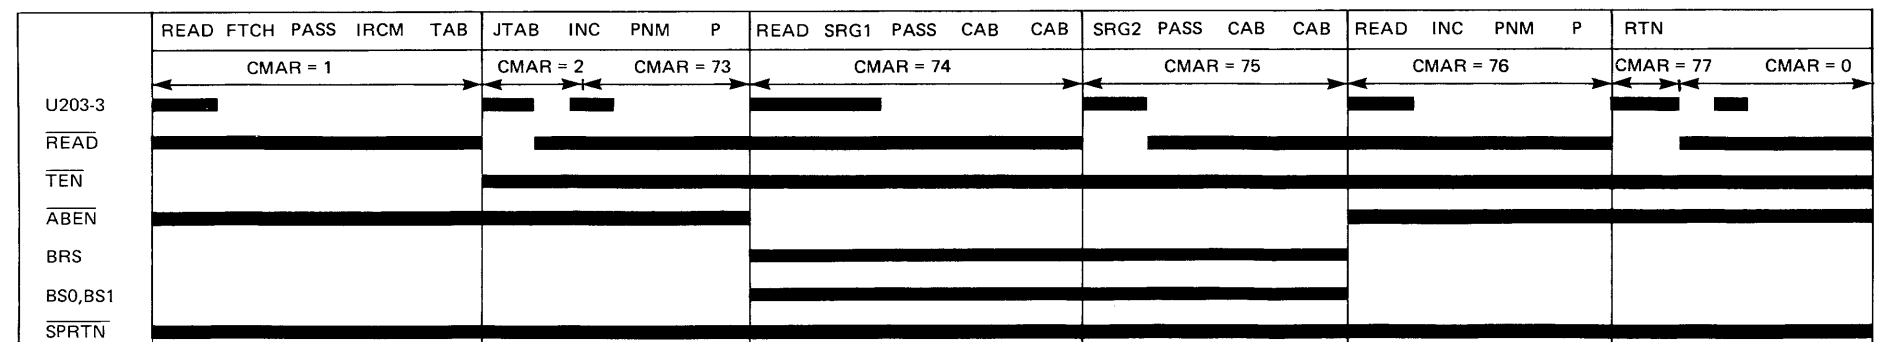 READ FTCH PASS IRCM TAB JTAB INC PNM P READ SRG1 PASS CAB CAB SRG2 PASS CAB CAB READ INC PNM P RTN
CMAR = 1 CMAR = 2 CMAR = 73 CMAR = 74 CMAR = 75 CMAR = 76 CMAR = 77 CMAR = 0
U203-3
READ
TEN
ABEN
BRS
BS0,BS1
SPRTN